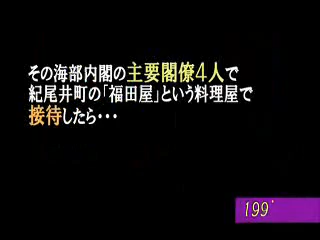 その海部内閣の主要閣僚4人で
紀尾井町の「福田屋」という料理屋で
接待したら・・・
199